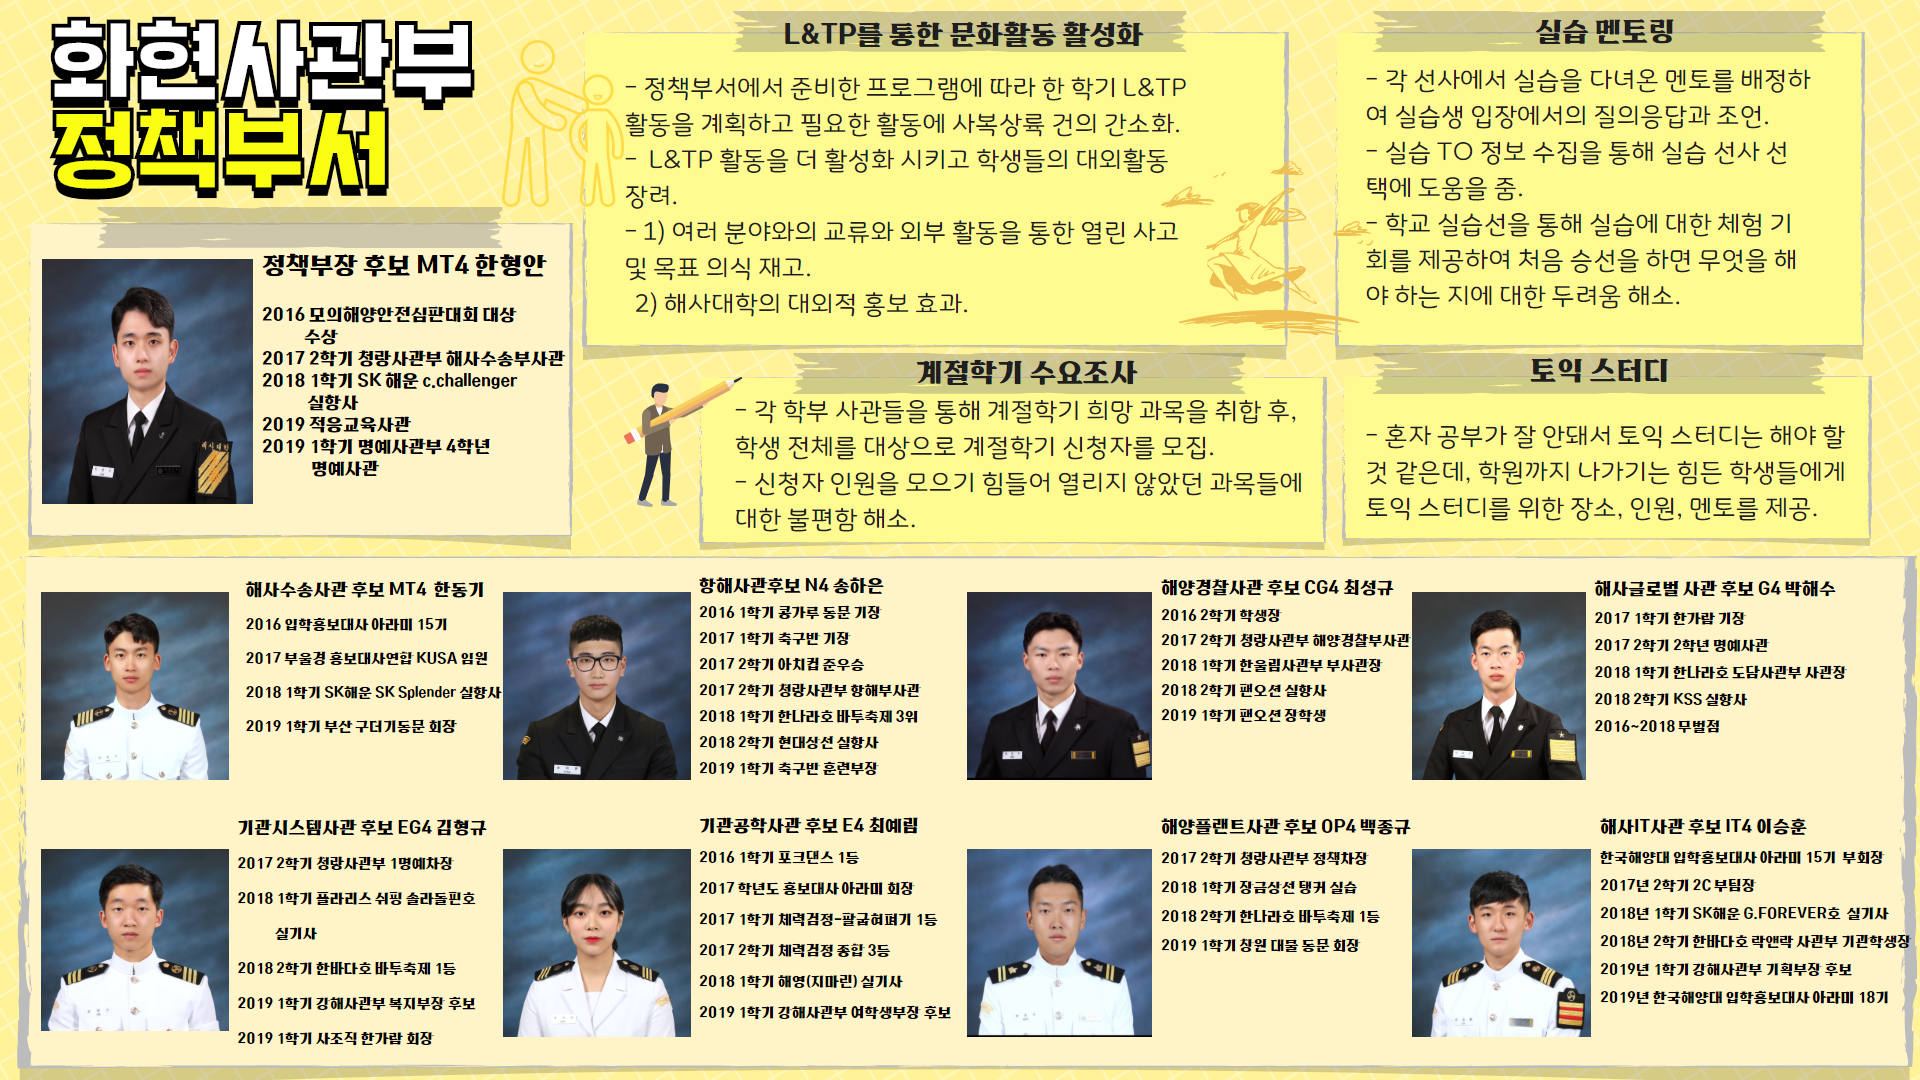 화현사관부
정책부서
정책부장 후보 MT4 한형안
2016 모의해양안전심판대회 대상
수상
2017 2학기 청랑사관부 해사수송부사관
2018 1학기 SK 해운 c.challenger
실항사
2019 적응교육사관
2019 1학기 명예사관부 4학년
명예사관
L&TP를 통한 문화활동 활성화
- 정책부서에서 준비한 프로그램에 따라 한 학기 L&TP
활동을 계획하고 필요한 활동에 사복상륙 건의 간소화.
- L&TP 활동을 더 활성화 시키고 학생들의 대외활동
장려.
- 1) 여러 분야와의 교류와 외부 활동을 통한 열린 사고
및 목표 의식 재고.
2) 해사대학의 대외적 홍보 효과.
실습 멘토링
- 각 선사에서 실습을 다녀온 멘토를 배정하
여 실습생 입장에서의 질의응답과 조언.
- 실습 TO 정보 수집을 통해 실습 선사 선
택에 도움을 줌.
- 학교 실습선을 통해 실습에 대한 체험 기
회를 제공하여 처음 승선을 하면 무엇을 해
야 하는 지에 대한 두려움 해소.
계절학기 수요조사
- 각 학부 사관들을 통해 계절학기 희망 과목을 취합 후,
학생 전체를 대상으로 계절학기 신청자를 모집.
- 신청자 인원을 모으기 힘들어 열리지 않았던 과목들에
대한 불편함 해소.
토익 스터디
- 혼자 공부가 잘 안돼서 토익 스터디는 해야 할
것 같은데, 학원까지 나가기는 힘든 학생들에게
토익 스터디를 위한 장소, 인원, 멘토를 제공.
해사수송사관 후보 MT4 한동기
2016 입학홍보대사 아라미 15기
2017 부울경 홍보대사연합 KUSA 임원
2018 1학기 SK해운 SK Splender 실항사
2019 1학기 부산 구더기동문 회장
항해사관후보 N4 송하은
2016 1학기 콩가루 동문 기장
2017 1학기 축구반 기장
2017 2학기 아치컵 준우승
2017 2학기 청랑사관부 항해부사관
2018 1학기 한나라호 바투축제 3위
2018 2학기 현대상선 실항사
2019 1학기 축구반 훈련부장
해양경찰사관 후보 CG4 최성규
2016 2학기 학생장
2017 2학기 청랑사관부 해양경찰부사관
2018 1학기 한울림사관부 부사관장
2018 2학기 팬오션 실항사
2019 1학기 팬오션 장학생
해사글로벌 사관 후보 G4 박해수
2017 1학기 한가람 기장
2017 2학기 2학년 명예사관
2018 1학기 한나라호 도담사관부 사관장
2018 2학기 KSS 실항사
2016~2018 무벌점
기관시스템사관 후보 EG4 김형규
2017 2학기 청랑사관부 1명예차장
2018 1학기 폴라리스 쉬핑 솔라돌핀호
실기사
2018 2학기 한바다호 바투축제 1등
2019 1학기 강해사관부 복지부장 후보
2019 1학기 사조직 한가람 회장
기관공학사관 후보 E4 최예림
2016 1학기 포크댄스 1등
2017 학년도 홍보대사 아라미 회장
2017 1학기 체력검정-팔굽혀펴기 1등
2017 2학기 체력검정 종합 3등
2018 1학기 해영(지마린) 실기사
2019 1학기 강해사관부 여학생부장 후보
해양플랜트사관 후보 OP4 백종규
2017 2학기 청랑사관부 정책차장
2018 1학기 장금상선 탱커 실습
2018 2학기 한나라호 바투축제 1등
2019 1학기 창원 대물 동문 회장
해사IT사관 후보 IT4 이승훈
한국해양대 입학홍보대사 아라미 15기 부회장
2017년 2학기 2C 부팀장
2018년 1학기 SK해운 G.FOREVER호 실기사
2018년 2학기 한바다호 락앤락 사관부 기관학생장
2019년 1학기 강해사관부 기획부장 후보
2019년 한국해양대 입학홍보대사 아라미 18기